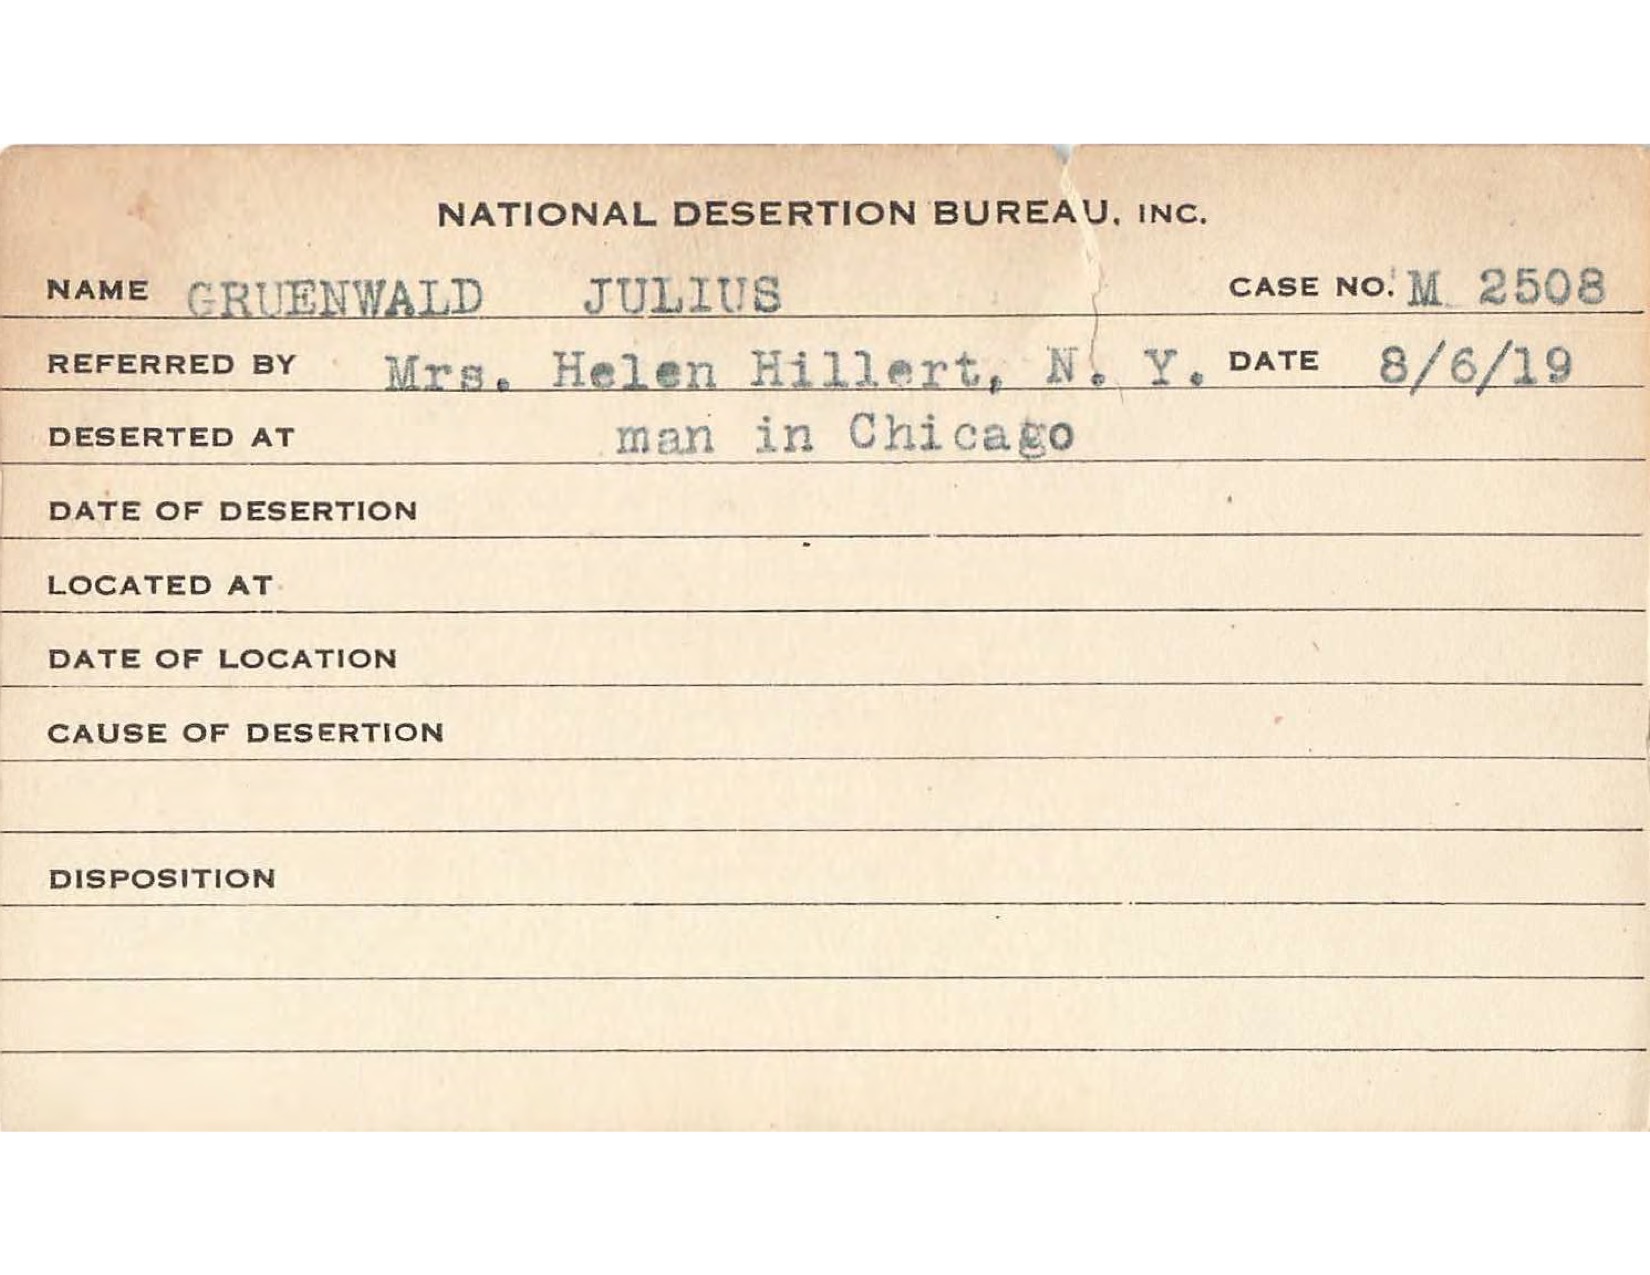 NATIONAL DESERTION BUREAU, INC.
NAME GRUENWALD JULIUS CASE NO. M 2508
REFERRED BY Mrs. Helen Hillert, N. Y. DATE 8/6/19
DESERTED AT man in Chicago
DATE OF DESERTION
LOCATED AT
DATE OF LOCATION
CAUSE OF DESERTION
DISPOSITION